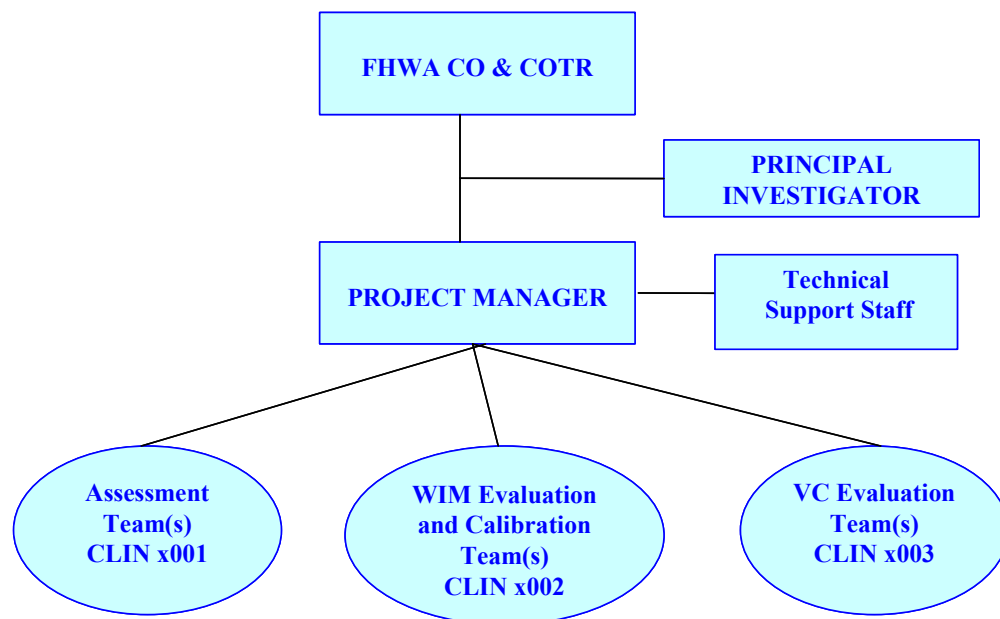 FHWA CO & COTR
PRINCIPAL
INVESTIGATOR
PROJECT MANAGER
Technical
Support Staff
Assessment
Team(s)
CLIN x001
WIM Evaluation
and Calibration
Team(s)
CLIN x002
VC Evaluation
Team(s)
CLIN x003